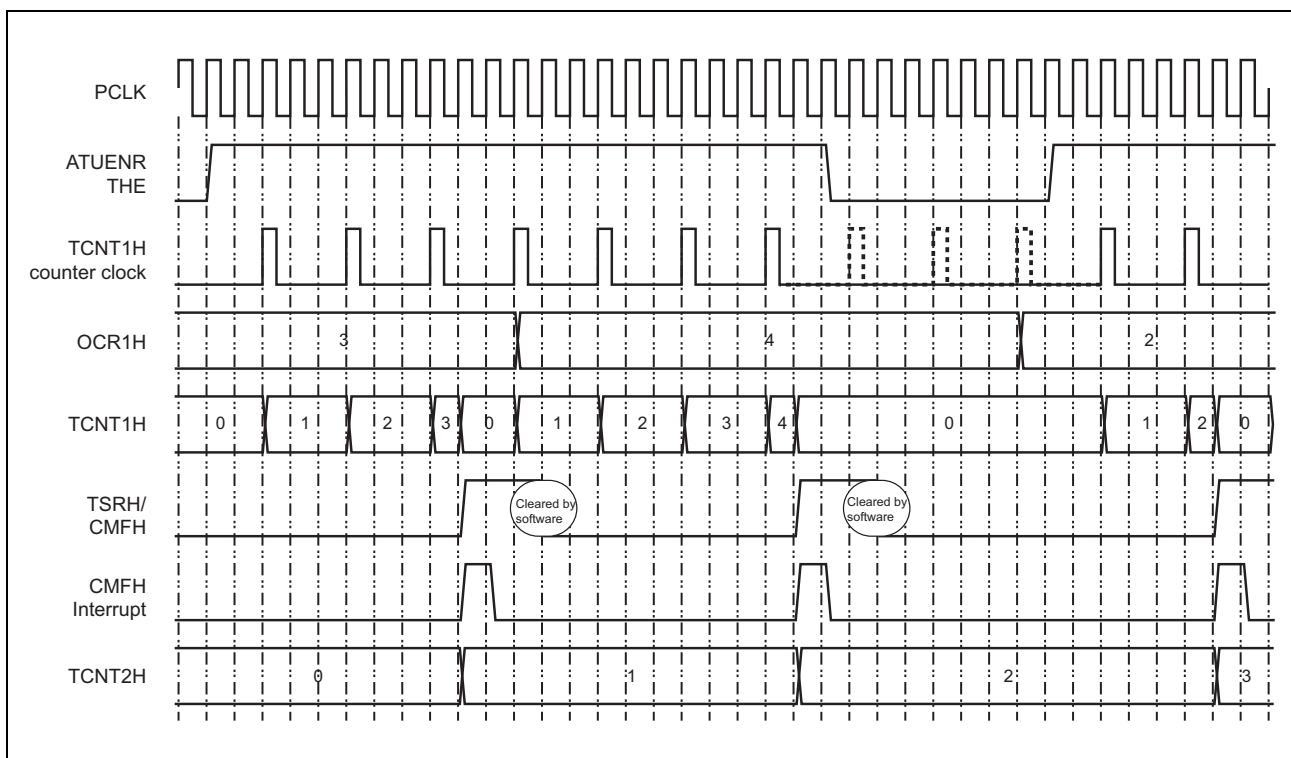 PCLK
ATUENR
THE
TCNT1H
counter clock
OCR1H
3
4
2
TCNT1H
0
1
2
3
0
1
2
3
4
0
1
2
0
TSRH/
CMFH
Cleared by
software
Cleared by
software
CMFH
Interrupt
TCNT2H
0
1
2
3